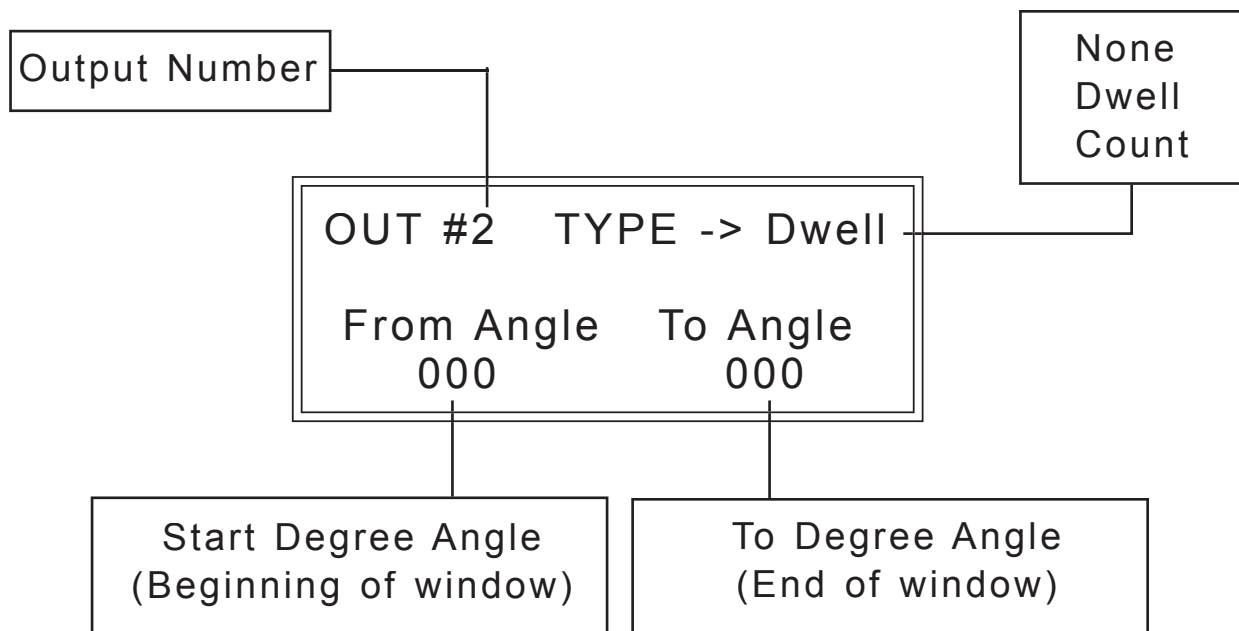 Output Number
None
Dwell
Count
OUT #2 TYPE -> Dwell
From Angle To Angle
000 000
Start Degree Angle
(Beginning of window)
To Degree Angle
(End of window)